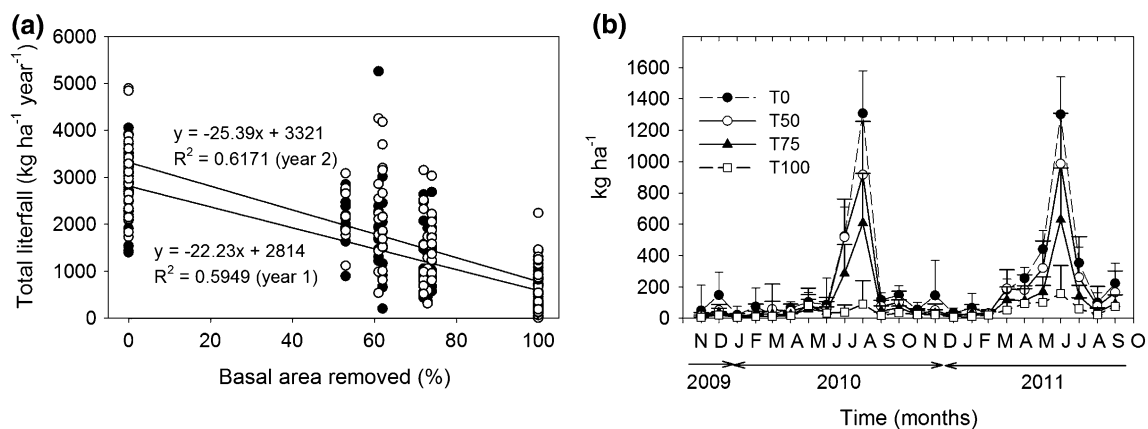 (a)
Total literfall (kg ha-1 year-1)
6000
5000
4000
3000
2000
1000
0
y = -25.39x + 3321
R2 = 0.6171 (year 2)
y = -22.23x + 2814
R2 = 0.5949 (year 1)
0 20 40 60 80 100
Basal area removed (%)
(b)
kg ha-1
1600
1400
1200
1000
800
600
400
200
0
T0
T50
T75
T100
N D J F M A M J J A S O N D J F M A M J J A S O
2009 2010 2011
Time (months)